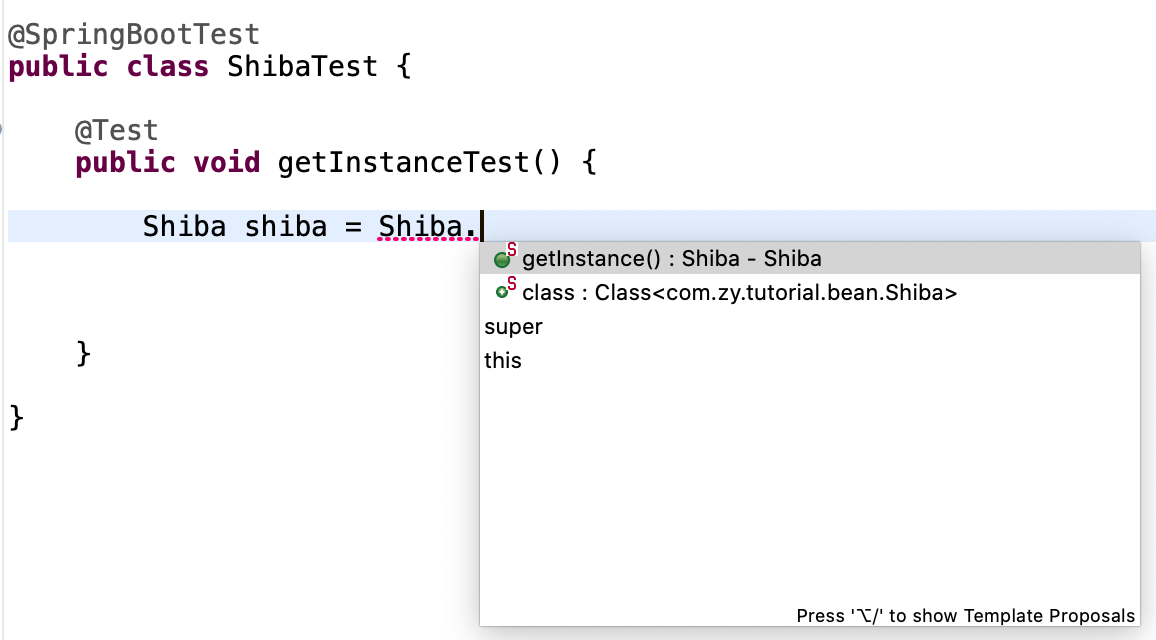 @SpringBootTest
public class ShibaTest {
@Test
public void getInstanceTest() {
Shiba shiba = Shiba.
S getInstance() : Shiba - Shiba
S class : Class<com.zy.tutorial.bean.Shiba>
super
this
}
}
Press '⌥/' to show Template Proposals